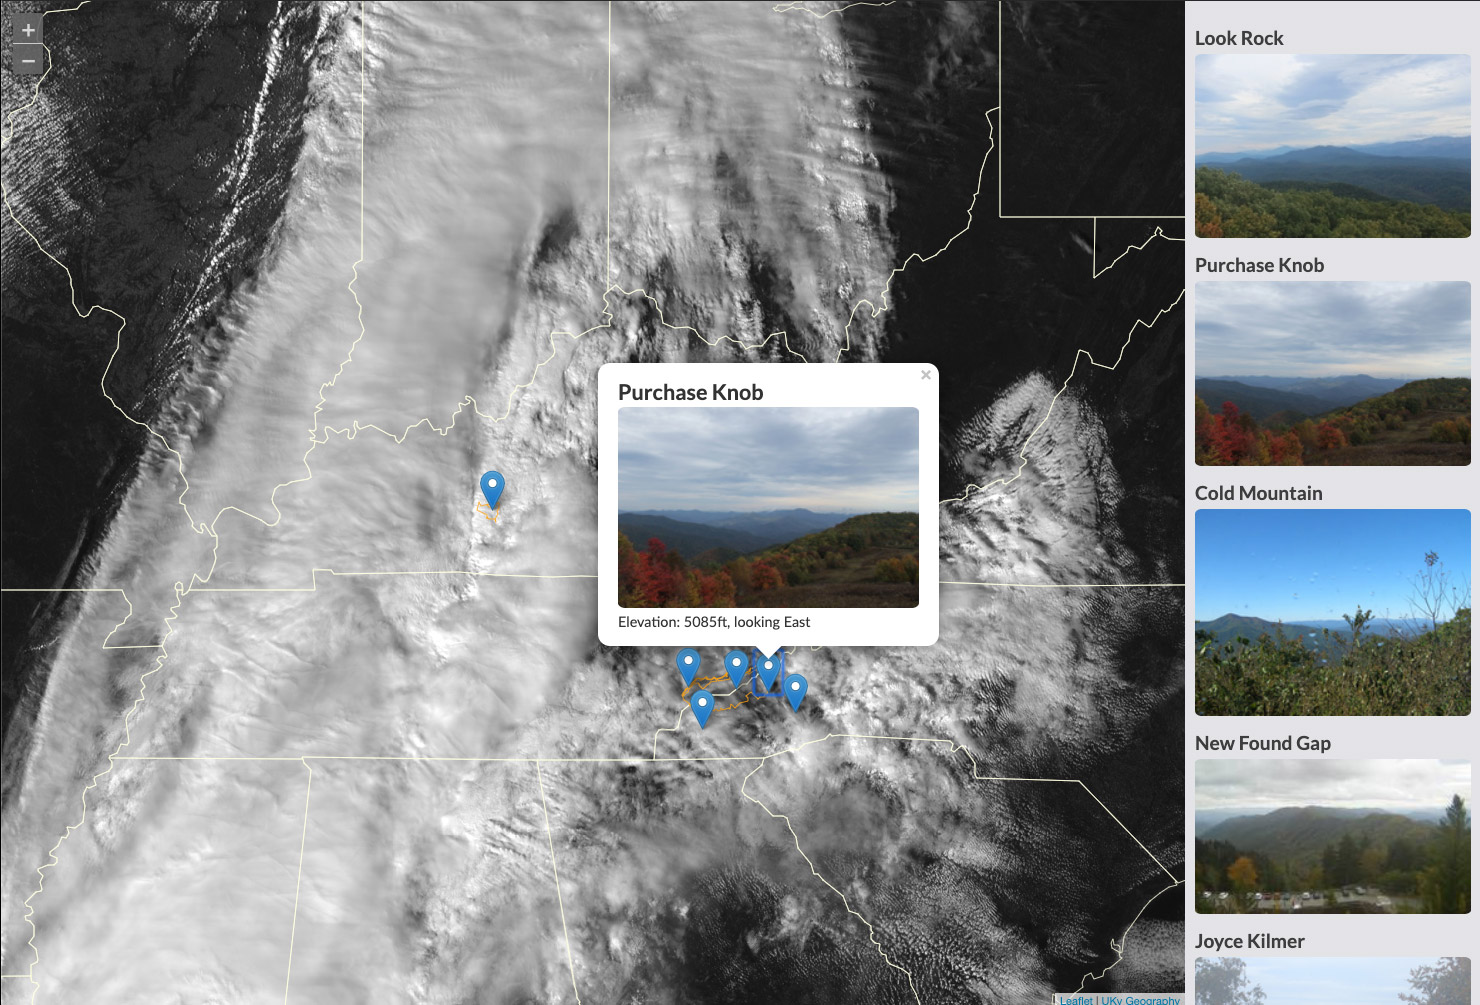 +
−
Purchase Knob
×
Elevation: 5085ft, looking East
Leaflet | UKy Geography
Look Rock
Purchase Knob
Cold Mountain
New Found Gap
Joyce Kilmer